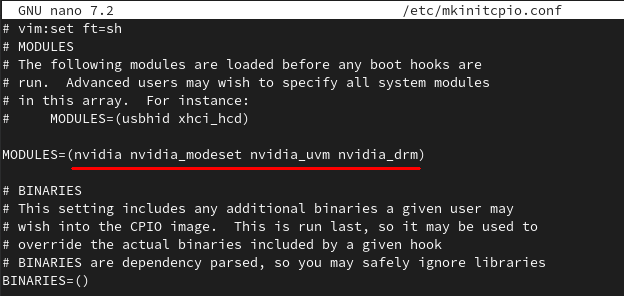 GNU nano 7.2 /etc/mkinitcpio.conf
# vim:set ft=sh
# MODULES
# The following modules are loaded before any boot hooks are
# run.  Advanced users may wish to specify all system modules
# in this array.  For instance:
#     MODULES=(usbhid xhci_hcd)
MODULES=(nvidia nvidia_modeset nvidia_uvm nvidia_drm)
# BINARIES
# This setting includes any additional binaries a given user may
# wish into the CPIO image.  This is run last, so it may be used to
# override the actual binaries included by a given hook
# BINARIES are dependency parsed, so you may safely ignore libraries
BINARIES=()